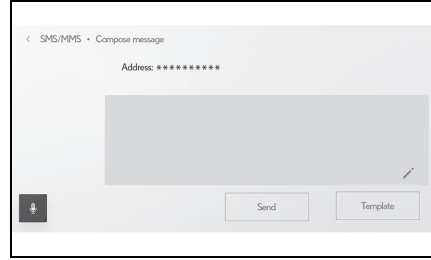 < SMS/MMS • Compose message
Address: **********
Send
Template